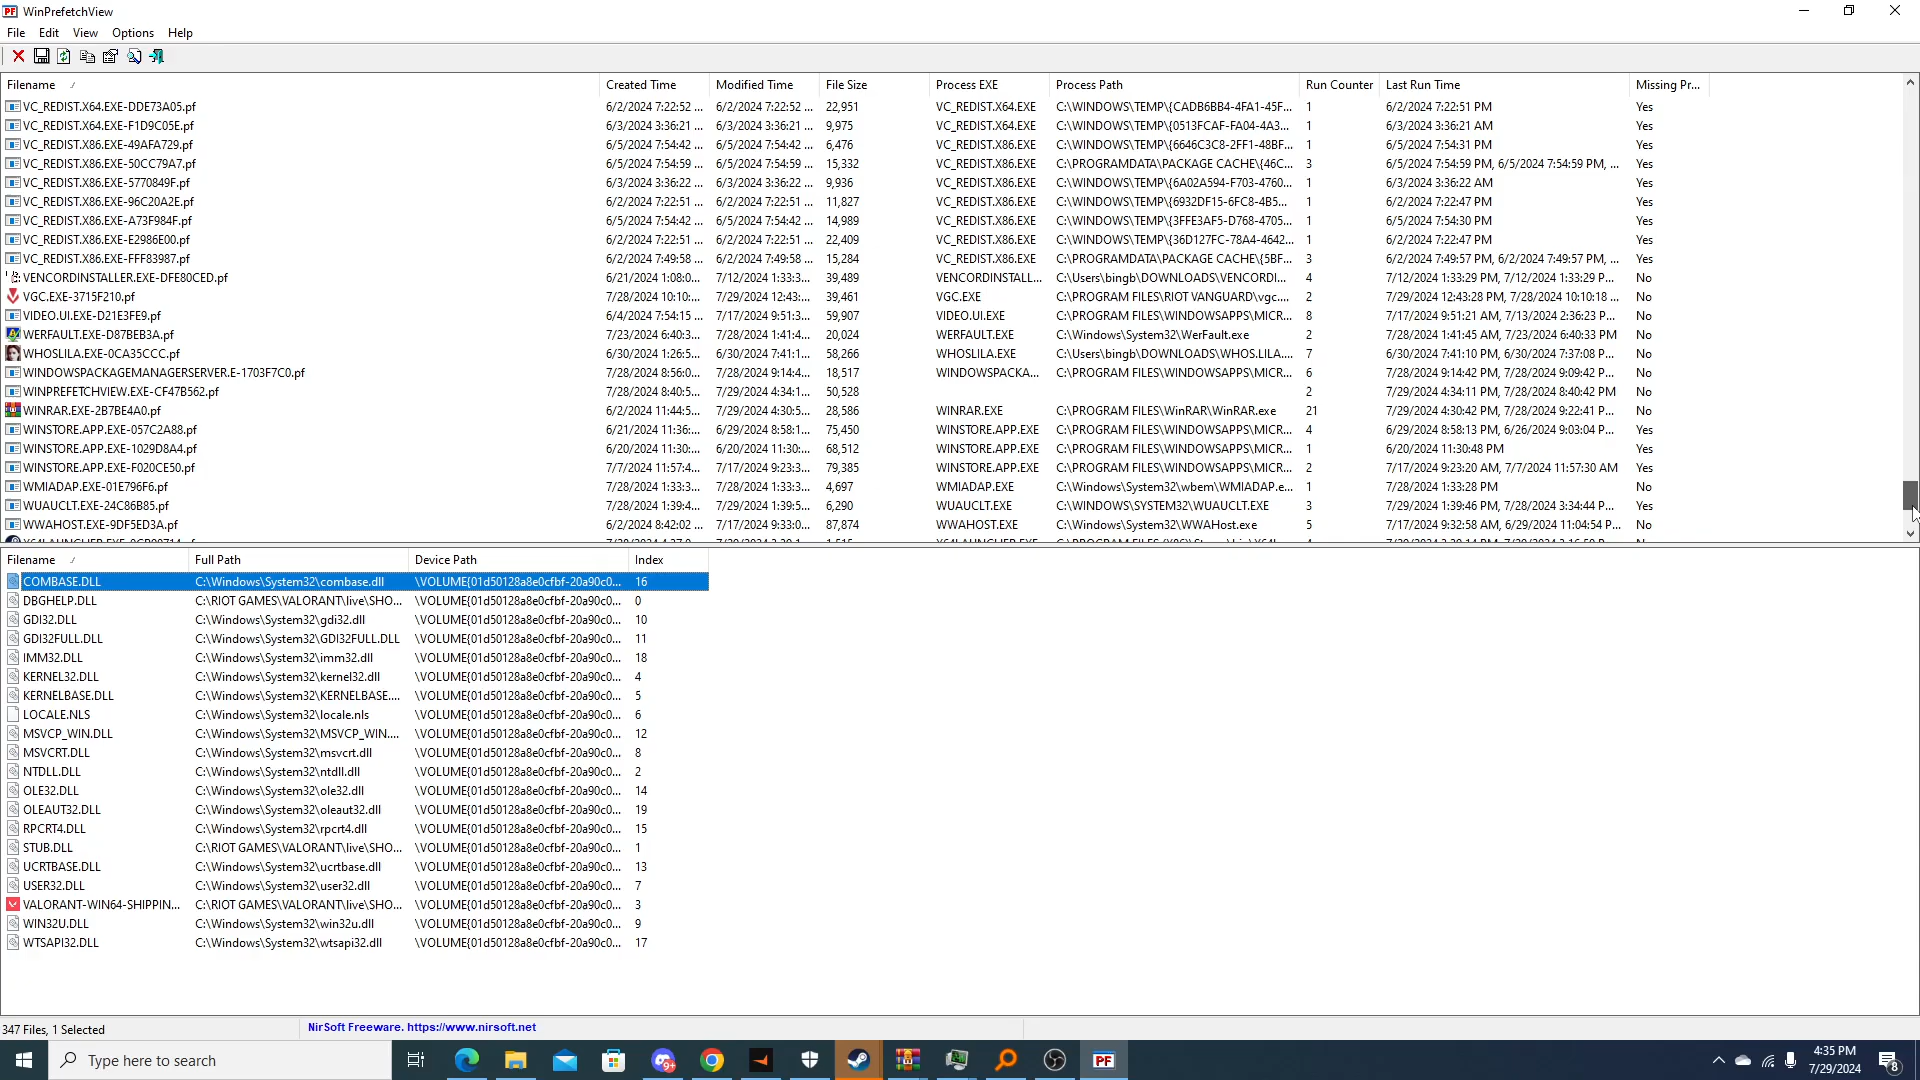 WinPrefetchView
File Edit View Options Help
Filename Created Time Modified Time File Size Process EXE Process Path Run Counter Last Run Time Missing Pr...
VC_REDIST.X64.EXE-DDE73A05.pf 6/2/2024 7:22:52 ... 6/2/2024 7:22:52 ... 22,951 VC_REDIST.X64.EXE C:\WINDOWS\TEMP\{CADB6BB4-4FA1-45F... 1 6/2/2024 7:22:51 PM Yes
VC_REDIST.X64.EXE-F1D9C05E.pf 6/3/2024 3:36:21 ... 6/3/2024 3:36:21 ... 9,975 VC_REDIST.X64.EXE C:\WINDOWS\TEMP\{0513FCAF-FA04-4A3... 1 6/3/2024 3:36:21 AM Yes
VC_REDIST.X86.EXE-49AFA729.pf 6/5/2024 7:54:42 ... 6/5/2024 7:54:42 ... 6,476 VC_REDIST.X86.EXE C:\WINDOWS\TEMP\{6646C3C8-2FF1-48BF... 1 6/5/2024 7:54:31 PM Yes
VC_REDIST.X86.EXE-50CC79A7.pf 6/5/2024 7:54:59 ... 6/5/2024 7:54:59 ... 15,332 VC_REDIST.X86.EXE C:\PROGRAMDATA\PACKAGE CACHE\{46C... 3 6/5/2024 7:54:59 PM, 6/5/2024 7:54:59 PM, ... Yes
VC_REDIST.X86.EXE-5770849F.pf 6/3/2024 3:36:22 ... 6/3/2024 3:36:22 ... 9,936 VC_REDIST.X86.EXE C:\WINDOWS\TEMP\{6A02A594-F703-4760... 1 6/3/2024 3:36:22 AM Yes
VC_REDIST.X86.EXE-96C20A2E.pf 6/2/2024 7:22:51 ... 6/2/2024 7:22:51 ... 11,827 VC_REDIST.X86.EXE C:\WINDOWS\TEMP\{6932DF15-6FC8-4B5... 1 6/2/2024 7:22:47 PM Yes
VC_REDIST.X86.EXE-A73F984F.pf 6/5/2024 7:54:42 ... 6/5/2024 7:54:42 ... 14,989 VC_REDIST.X86.EXE C:\WINDOWS\TEMP\{3FFE3AF5-D768-4705... 1 6/5/2024 7:54:30 PM Yes
VC_REDIST.X86.EXE-E2986E00.pf 6/2/2024 7:22:51 ... 6/2/2024 7:22:51 ... 22,409 VC_REDIST.X86.EXE C:\WINDOWS\TEMP\{36D127FC-78A4-4642... 1 6/2/2024 7:22:47 PM Yes
VC_REDIST.X86.EXE-FFF83987.pf 6/2/2024 7:49:58 ... 6/2/2024 7:49:58 ... 15,284 VC_REDIST.X86.EXE C:\PROGRAMDATA\PACKAGE CACHE\{5BF... 3 6/2/2024 7:49:57 PM, 6/2/2024 7:49:57 PM, ... Yes
VENCORDINSTALLER.EXE-DFE80CED.pf 6/21/2024 1:08:0... 7/12/2024 1:33:3... 39,489 VENCORDINSTALL... C:\Users\bingb\DOWNLOADS\VENCORDI... 4 7/12/2024 1:33:29 PM, 7/12/2024 1:33:29 P... No
VGC.EXE-3715F210.pf 7/28/2024 10:10:... 7/29/2024 12:43:... 39,461 VGC.EXE C:\PROGRAM FILES\RIOT VANGUARD\vgc.... 2 7/29/2024 12:43:28 PM, 7/28/2024 10:10:18 ... No
VIDEO.UI.EXE-D21E3FE9.pf 6/4/2024 7:54:15 ... 7/17/2024 9:51:3... 59,907 VIDEO.UI.EXE C:\PROGRAM FILES\WINDOWSAPPS\MICR... 8 7/17/2024 9:51:21 AM, 7/13/2024 2:36:23 P... No
WERFAULT.EXE-D87BEB3A.pf 7/23/2024 6:40:3... 7/28/2024 1:41:4... 20,024 WERFAULT.EXE C:\Windows\System32\WerFault.exe 2 7/28/2024 1:41:45 AM, 7/23/2024 6:40:33 PM No
WHOSLILA.EXE-0CA35CCC.pf 6/30/2024 1:26:5... 6/30/2024 7:41:1... 58,266 WHOSLILA.EXE C:\Users\bingb\DOWNLOADS\WHOS.LILA.... 7 6/30/2024 7:41:10 PM, 6/30/2024 7:37:08 P... No
WINDOWSPACKAGEMANAGERSERVER.E-1703F7C0.pf 7/28/2024 8:56:0... 7/28/2024 9:14:4... 18,517 WINDOWSPACKA... C:\PROGRAM FILES\WINDOWSAPPS\MICR... 6 7/28/2024 9:14:42 PM, 7/28/2024 9:09:42 P... No
WINPREFETCHVIEW.EXE-CF47B562.pf 7/28/2024 8:40:5... 7/29/2024 4:34:1... 50,528 2 7/29/2024 4:34:11 PM, 7/28/2024 8:40:42 PM No
WINRAR.EXE-2B7BE4A0.pf 6/2/2024 11:44:5... 7/29/2024 4:30:5... 28,586 WINRAR.EXE C:\PROGRAM FILES\WinRAR\WinRAR.exe 21 7/29/2024 4:30:42 PM, 7/28/2024 9:22:41 P... No
WINSTORE.APP.EXE-057C2A88.pf 6/21/2024 11:36:... 6/29/2024 8:58:1... 75,450 WINSTORE.APP.EXE C:\PROGRAM FILES\WINDOWSAPPS\MICR... 4 6/29/2024 8:58:13 PM, 6/26/2024 9:03:04 P... Yes
WINSTORE.APP.EXE-1029D8A4.pf 6/20/2024 11:30:... 6/20/2024 11:30:... 68,512 WINSTORE.APP.EXE C:\PROGRAM FILES\WINDOWSAPPS\MICR... 1 6/20/2024 11:30:48 PM Yes
WINSTORE.APP.EXE-F020CE50.pf 7/7/2024 11:57:4... 7/17/2024 9:23:3... 79,385 WINSTORE.APP.EXE C:\PROGRAM FILES\WINDOWSAPPS\MICR... 2 7/17/2024 9:23:20 AM, 7/7/2024 11:57:30 AM Yes
WMIADAP.EXE-01E796F6.pf 7/28/2024 1:33:3... 7/28/2024 1:33:3... 4,697 WMIADAP.EXE C:\Windows\System32\wbem\WMIADAP.e... 1 7/28/2024 1:33:28 PM No
WUAUCLT.EXE-24C86B85.pf 7/28/2024 1:39:4... 7/28/2024 1:39:5... 6,290 WUAUCLT.EXE C:\WINDOWS\SYSTEM32\WUAUCLT.EXE 3 7/28/2024 1:39:46 PM, 7/28/2024 3:34:44 P... Yes
WWAHOST.EXE-9DF5ED3A.pf 6/2/2024 8:42:02 ... 7/17/2024 9:33:0... 87,874 WWAHOST.EXE C:\Windows\System32\WWAHost.exe 5 7/17/2024 9:32:58 AM, 6/29/2024 11:04:54 P... No
Filename Full Path Device Path Index
COMBASE.DLL C:\Windows\System32\combase.dll \VOLUME{01d50128a8e0cfbf-20a90c0... 16
DBGHELP.DLL C:\RIOT GAMES\VALORANT\live\SHO... \VOLUME{01d50128a8e0cfbf-20a90c0... 0
GDI32.DLL C:\Windows\System32\gdi32.dll \VOLUME{01d50128a8e0cfbf-20a90c0... 10
GDI32FULL.DLL C:\Windows\System32\GDI32FULL.DLL \VOLUME{01d50128a8e0cfbf-20a90c0... 11
IMM32.DLL C:\Windows\System32\imm32.dll \VOLUME{01d50128a8e0cfbf-20a90c0... 18
KERNEL32.DLL C:\Windows\System32\kernel32.dll \VOLUME{01d50128a8e0cfbf-20a90c0... 4
KERNELBASE.DLL C:\Windows\System32\KERNELBASE.... \VOLUME{01d50128a8e0cfbf-20a90c0... 5
LOCALE.NLS C:\Windows\System32\locale.nls \VOLUME{01d50128a8e0cfbf-20a90c0... 6
MSVCP_WIN.DLL C:\Windows\System32\MSVCP_WIN.... \VOLUME{01d50128a8e0cfbf-20a90c0... 12
MSVCRT.DLL C:\Windows\System32\msvcrt.dll \VOLUME{01d50128a8e0cfbf-20a90c0... 8
NTDLL.DLL C:\Windows\System32\ntdll.dll \VOLUME{01d50128a8e0cfbf-20a90c0... 2
OLE32.DLL C:\Windows\System32\ole32.dll \VOLUME{01d50128a8e0cfbf-20a90c0... 14
OLEAUT32.DLL C:\Windows\System32\oleaut32.dll \VOLUME{01d50128a8e0cfbf-20a90c0... 19
RPCRT4.DLL C:\Windows\System32\rpcrt4.dll \VOLUME{01d50128a8e0cfbf-20a90c0... 15
STUB.DLL C:\RIOT GAMES\VALORANT\live\SHO... \VOLUME{01d50128a8e0cfbf-20a90c0... 1
UCRTBASE.DLL C:\Windows\System32\ucrtbase.dll \VOLUME{01d50128a8e0cfbf-20a90c0... 13
USER32.DLL C:\Windows\System32\user32.dll \VOLUME{01d50128a8e0cfbf-20a90c0... 7
VALORANT-WIN64-SHIPPIN... C:\RIOT GAMES\VALORANT\live\SHO... \VOLUME{01d50128a8e0cfbf-20a90c0... 3
WIN32U.DLL C:\Windows\System32\win32u.dll \VOLUME{01d50128a8e0cfbf-20a90c0... 9
WTSAPI32.DLL C:\Windows\System32\wtsapi32.dll \VOLUME{01d50128a8e0cfbf-20a90c0... 17
347 Files, 1 Selected NirSoft Freeware. https://www.nirsoft.net
Type here to search
4:35 PM
7/29/2024
8